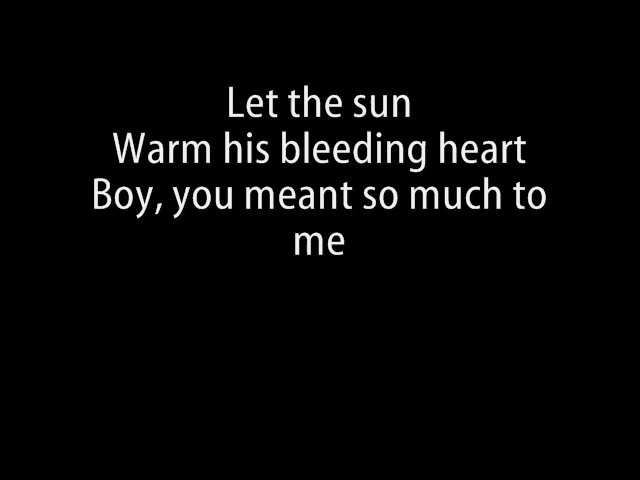 Let the sun
Warm his bleeding heart
Boy, you meant so much to
me